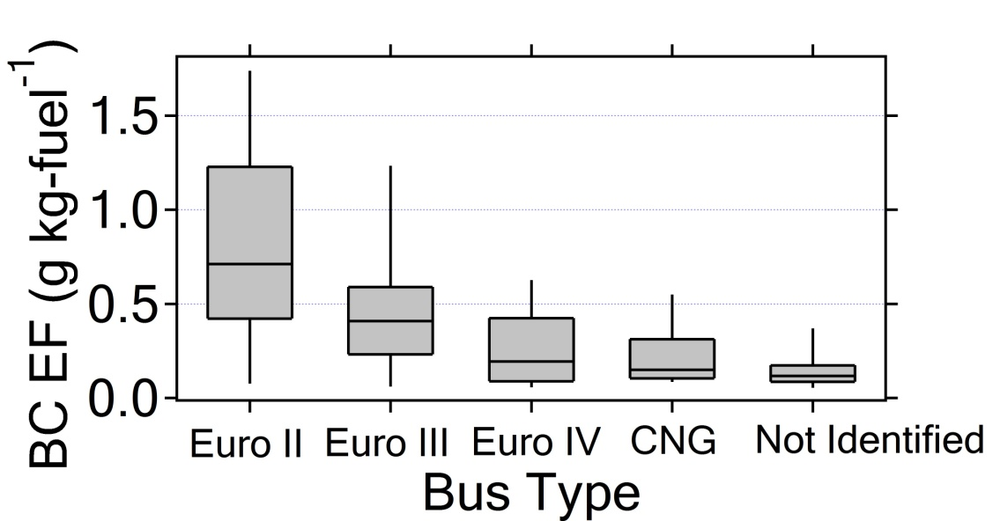 BC EF (g kg-fuel⁻¹)
1.5
1.0
0.5
0.0
Euro II Euro III Euro IV CNG Not Identified
Bus Type